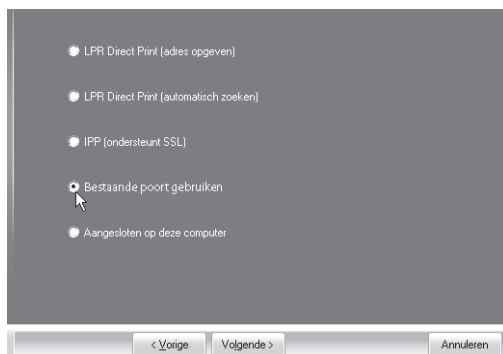 LPR Direct Print (adres opgeven)
LPR Direct Print (automatisch zoeken)
IPP (ondersteunt SSL)
Bestaande poort gebruiken
Aangesloten op deze computer
< Vorige Volgende > Annuleren